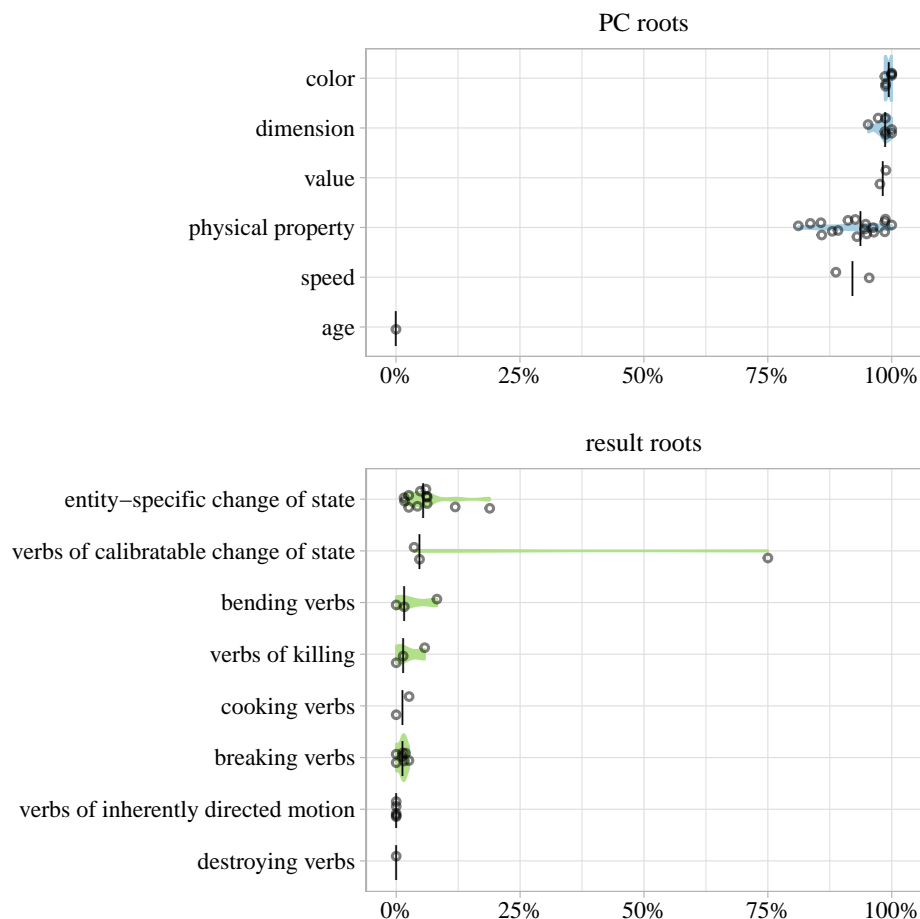 PC roots
color
dimension
value
physical property
speed
age
0% 25% 50% 75% 100%
result roots
entity−specific change of state
verbs of calibratable change of state
bending verbs
verbs of killing
cooking verbs
breaking verbs
verbs of inherently directed motion
destroying verbs
0% 25% 50% 75% 100%